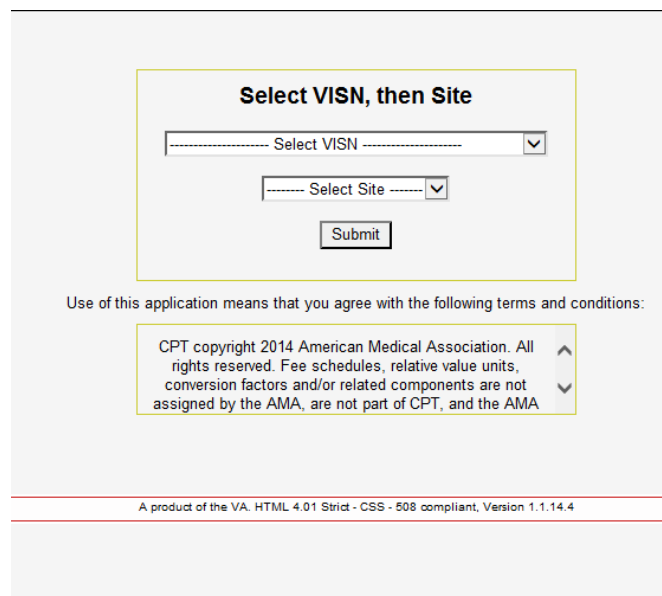 Select VISN, then Site
--------------------- Select VISN ---------------------
-------- Select Site -------
Submit
Use of this application means that you agree with the following terms and conditions:
CPT copyright 2014 American Medical Association. All
rights reserved. Fee schedules, relative value units,
conversion factors and/or related components are not
assigned by the AMA, are not part of CPT, and the AMA
A product of the VA. HTML 4.01 Strict - CSS - 508 compliant, Version 1.1.14.4